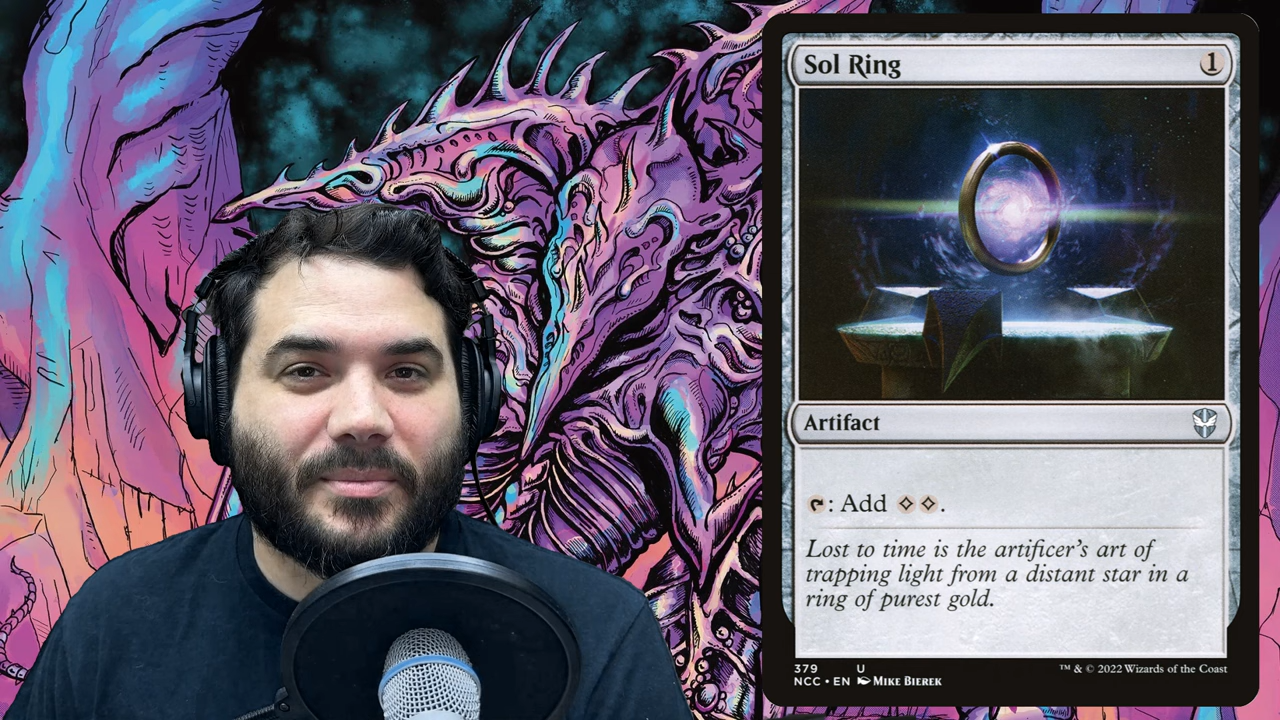 Sol Ring 1
Artifact
: Add .
Lost to time is the artificer's art of
trapping light from a distant star in a
ring of purest gold.
379 U
NCC • EN Mike Bierek
™ & © 2022 Wizards of the Coast